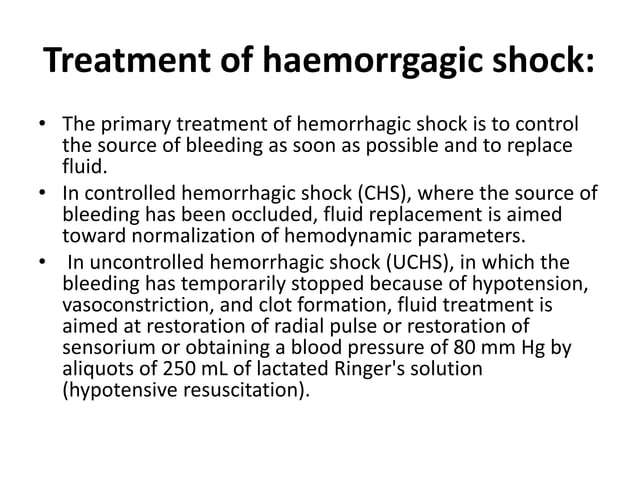 Treatment of haemorrgagic shock:
• The primary treatment of hemorrhagic shock is to control
the source of bleeding as soon as possible and to replace
fluid.
• In controlled hemorrhagic shock (CHS), where the source of
bleeding has been occluded, fluid replacement is aimed
toward normalization of hemodynamic parameters.
• In uncontrolled hemorrhagic shock (UCHS), in which the
bleeding has temporarily stopped because of hypotension,
vasoconstriction, and clot formation, fluid treatment is
aimed at restoration of radial pulse or restoration of
sensorium or obtaining a blood pressure of 80 mm Hg by
aliquots of 250 mL of lactated Ringer's solution
(hypotensive resuscitation).